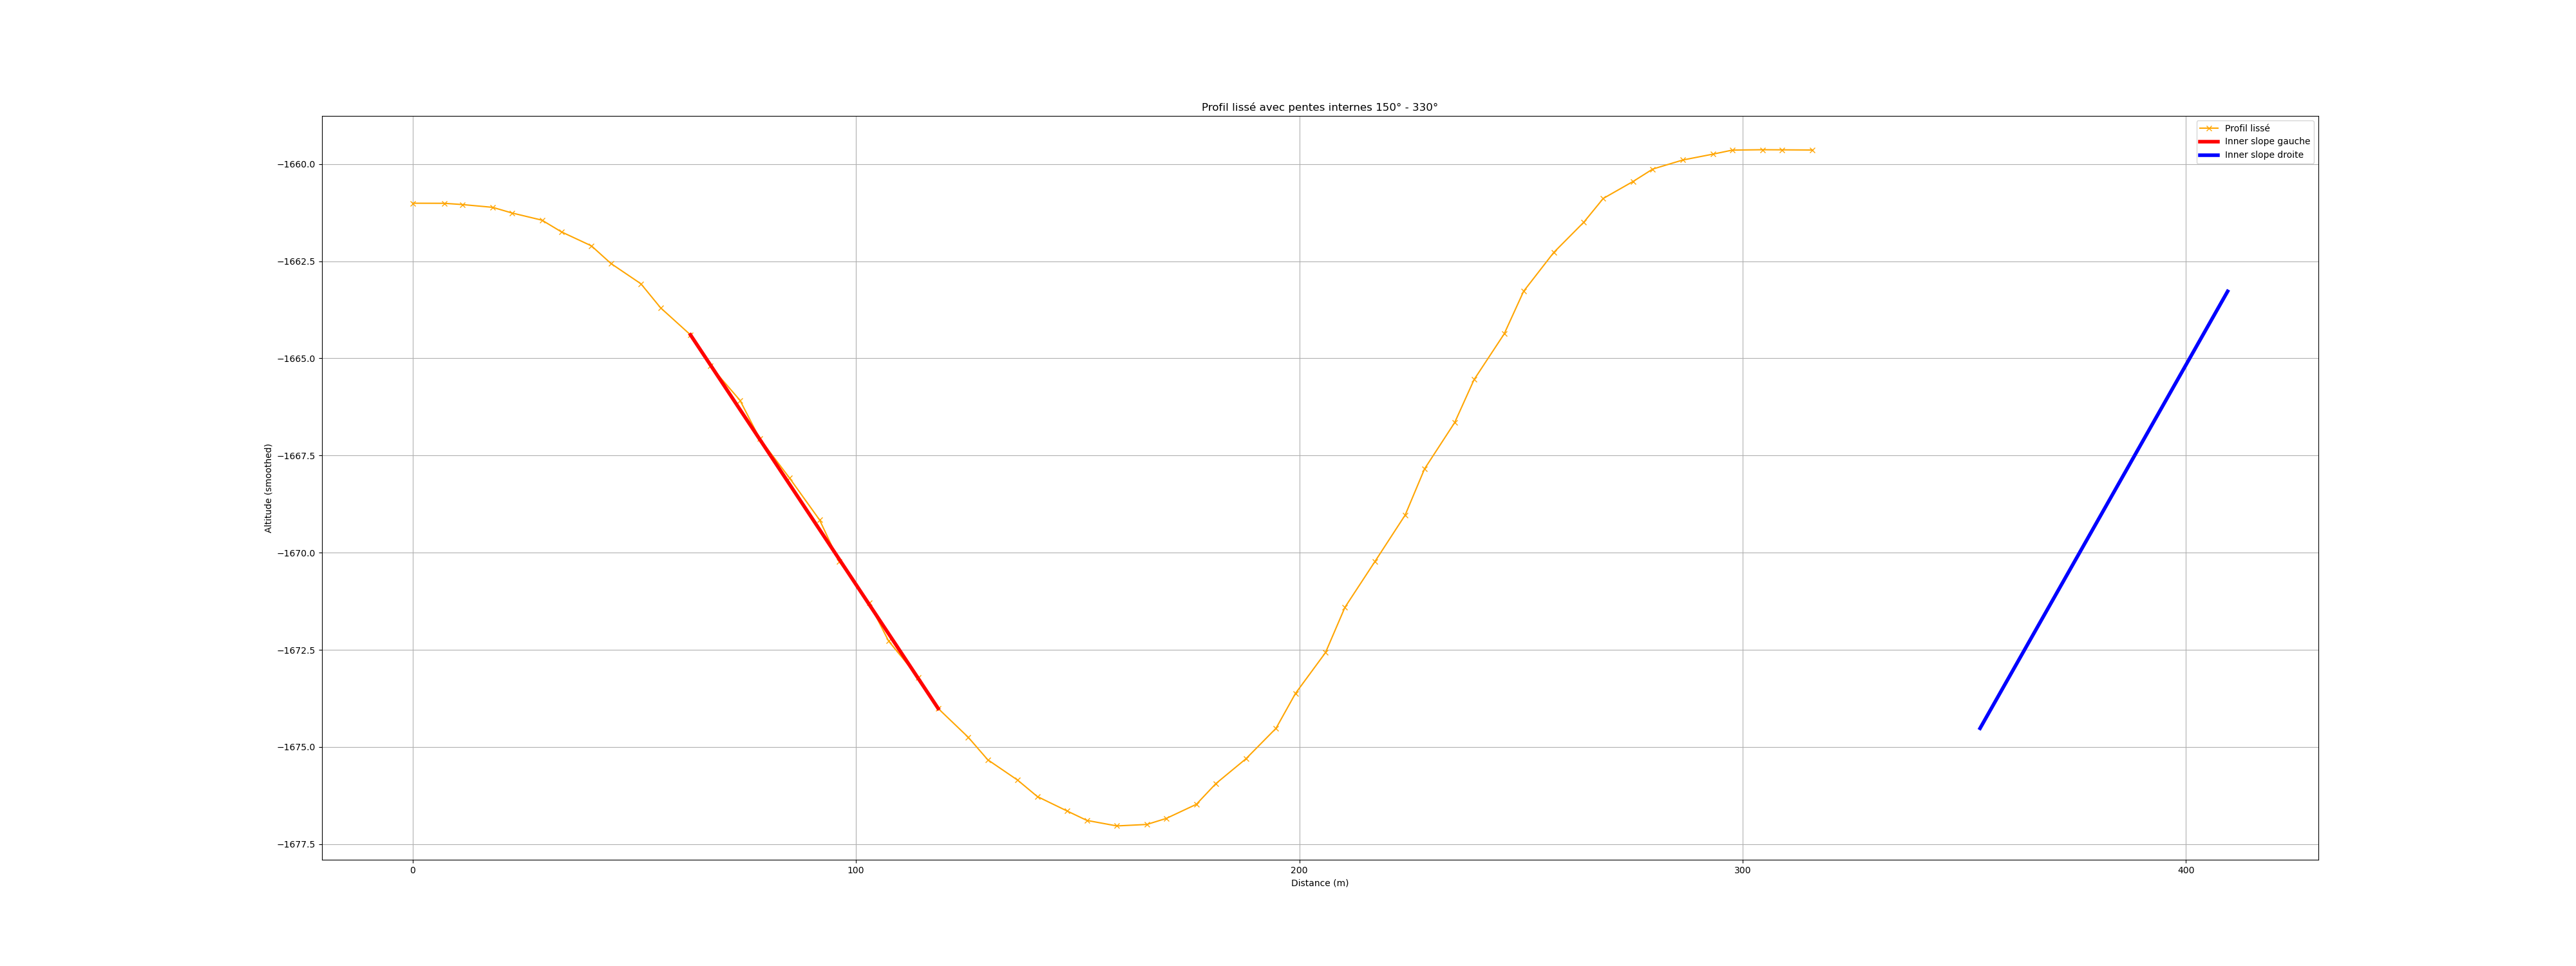 Profil lissé avec pentes internes 150° - 330°
Profil lissé
Inner slope gauche
Inner slope droite
Altitude (smoothed)
−1660.0
−1662.5
−1665.0
−1667.5
−1670.0
−1672.5
−1675.0
−1677.5
0 100 200 300 400
Distance (m)